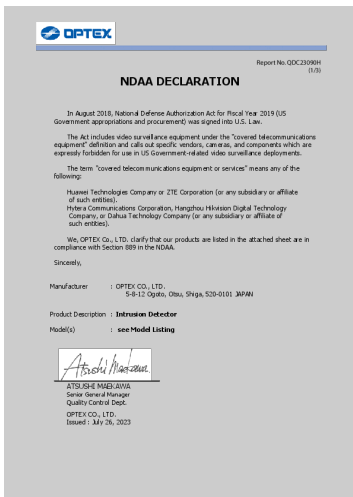 OPTEX
Report No. QDC23090H
(1/3)
NDAA DECLARATION
In August 2018, National Defense Authorization Act for Fiscal Year 2019 (US
Government appropriations and procurement) was signed into U.S. Law.
The Act includes video surveillance equipment under the "covered telecommunications
equipment" definition and calls out specific vendors, cameras, and components which are
expressly forbidden for use in US Government-related video surveillance deployments.
The term "covered telecommunications equipment or services" means any of the
following:
Huawei Technologies Company or ZTE Corporation (or any subsidiary or affiliate
of such entities).
Hytera Communications Corporation, Hangzhou Hikvision Digital Technology
Company, or Dahua Technology Company (or any subsidiary or affiliate of
such entities).
We, OPTEX Co., LTD. clarify that our products are listed in the attached sheet are in
compliance with Section 889 in the NDAA.
Sincerely,
Manufacturer : OPTEX CO., LTD.
5-8-12 Ogoto, Otsu, Shiga, 520-0101 JAPAN
Product Description : Intrusion Detector
Model(s) : see Model Listing
Atsushi Maekawa
ATSUSHI MAEKAWA
Senior General Manager
Quality Control Dept.
OPTEX CO., LTD.
Issued : July 26, 2023